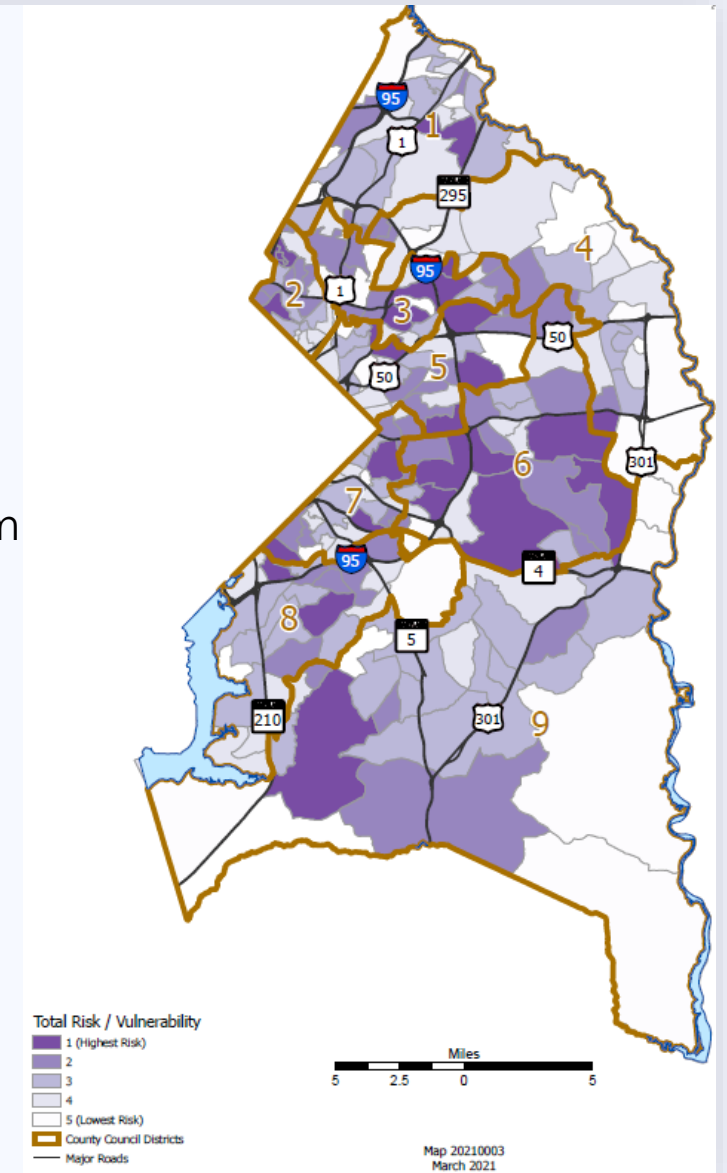 95
1
1
295
4
95
2
1
3
50
50
5
m
6
301
7
95
4
8
5
210
301
9
Total Risk / Vulnerability
1 (Highest Risk)
2
3
4
5 (Lowest Risk)
County Council Districts
Major Roads
Miles
5 2.5 0 5
Map 20210003
March 2021